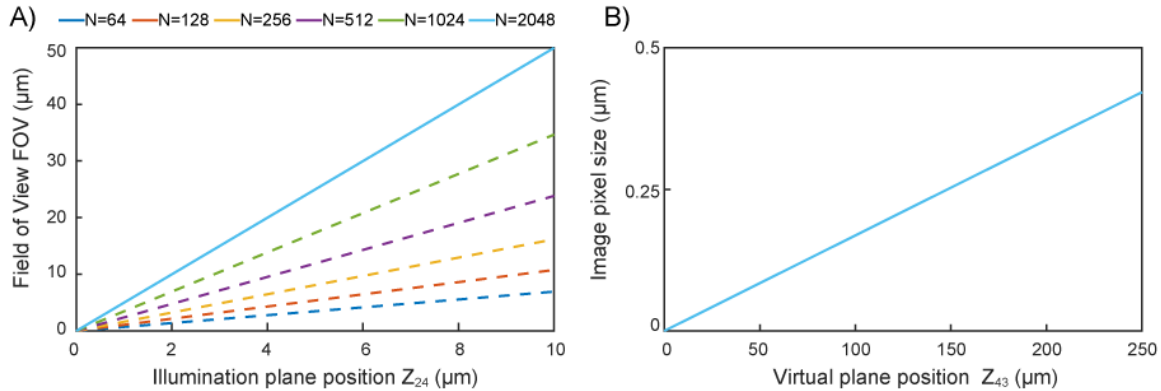 A)
N=64 N=128 N=256 N=512 N=1024 N=2048
Field of View FOV (µm)
50
40
30
20
10
0
0 2 4 6 8 10
Illumination plane position Z₂₄ (µm)
B)
Image pixel size (µm)
0.5
0.25
0
0 50 100 150 200 250
Virtual plane position Z₄₃ (µm)